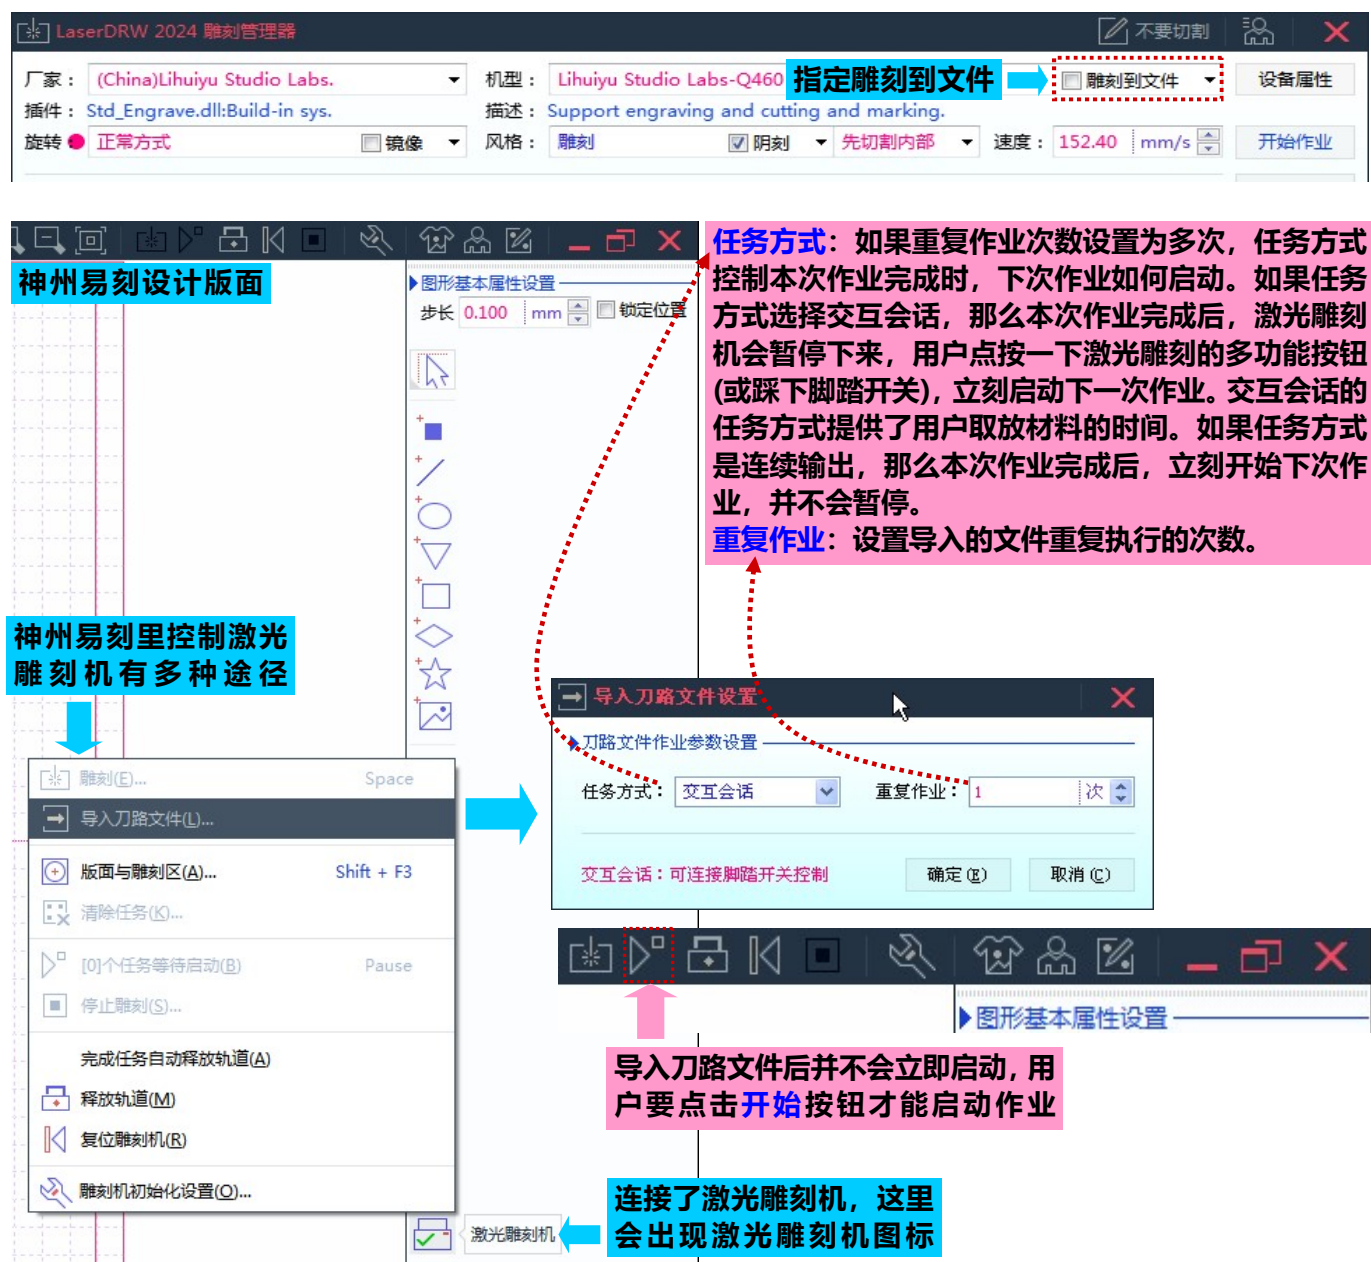 LaserDRW 2024 雕刻管理器
不要切割
厂家： (China)Lihuiyu Studio Labs.
机型： Lihuiyu Studio Labs-Q460
指定雕刻到文件
雕刻到文件
设备属性
插件： Std_Engrave.dll:Build-in sys.
描述： Support engraving and cutting and marking.
旋转 正常方式
镜像
风格： 雕刻
阴刻
先切割内部
速度： 152.40 mm/s
开始作业
神州易刻设计版面
图形基本属性设置
步长 0.100 mm
锁定位置
任务方式：如果重复作业次数设置为多次，任务方式
控制本次作业完成时，下次作业如何启动。如果任务
方式选择交互会话，那么本次作业完成后，激光雕刻
机会暂停下来，用户点按一下激光雕刻的多功能按钮
(或踩下脚踏开关)，立刻启动下一次作业。交互会话的
任务方式提供了用户取放材料的时间。如果任务方式
是连续输出，那么本次作业完成后，立刻开始下次作
业，并不会暂停。
重复作业：设置导入的文件重复执行的次数。
神州易刻里控制激光
雕刻机有多种途径
雕刻(E)... Space
导入刀路文件(L)...
版面与雕刻区(A)... Shift + F3
清除任务(K)...
[0]个任务等待启动(B) Pause
停止雕刻(S)...
完成任务自动释放轨道(A)
释放轨道(M)
复位雕刻机(R)
雕刻机初始化设置(O)...
导入刀路文件设置
刀路文件作业参数设置
任务方式： 交互会话
重复作业： 1 次
交互会话：可连接脚踏开关控制
确定(E)
取消(C)
图形基本属性设置
导入刀路文件后并不会立即启动，用
户要点击开始按钮才能启动作业
激光雕刻机
连接了激光雕刻机，这里
会出现激光雕刻机图标